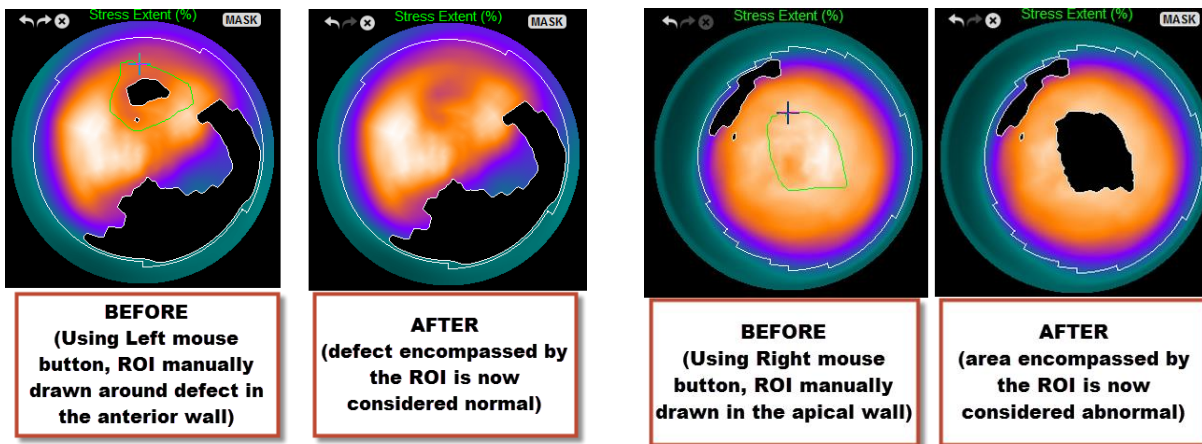 Stress Extent (%)
MASK
Stress Extent (%)
MASK
Stress Extent (%)
MASK
Stress Extent (%)
MASK
BEFORE
(Using Left mouse
button, ROI manually
drawn around defect in
the anterior wall)
AFTER
(defect encompassed by
the ROI is now
considered normal)
BEFORE
(Using Right mouse
button, ROI manually
drawn in the apical wall)
AFTER
(area encompassed by
the ROI is now
considered abnormal)